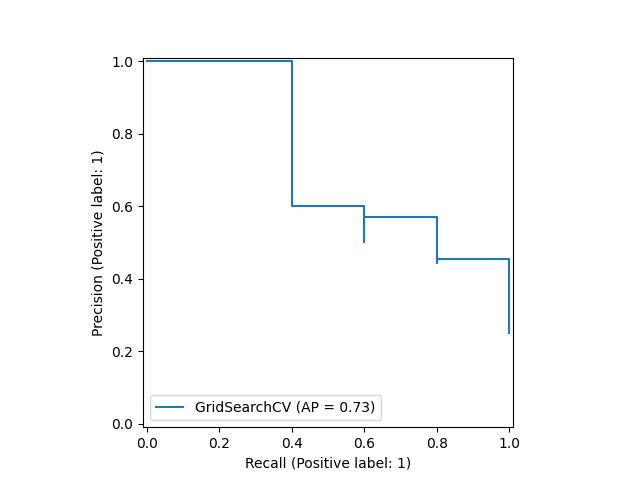 1.0
0.8
0.6
0.4
0.2
0.0
Precision (Positive label: 1)
GridSearchCV (AP = 0.73)
0.0 0.2 0.4 0.6 0.8 1.0
Recall (Positive label: 1)